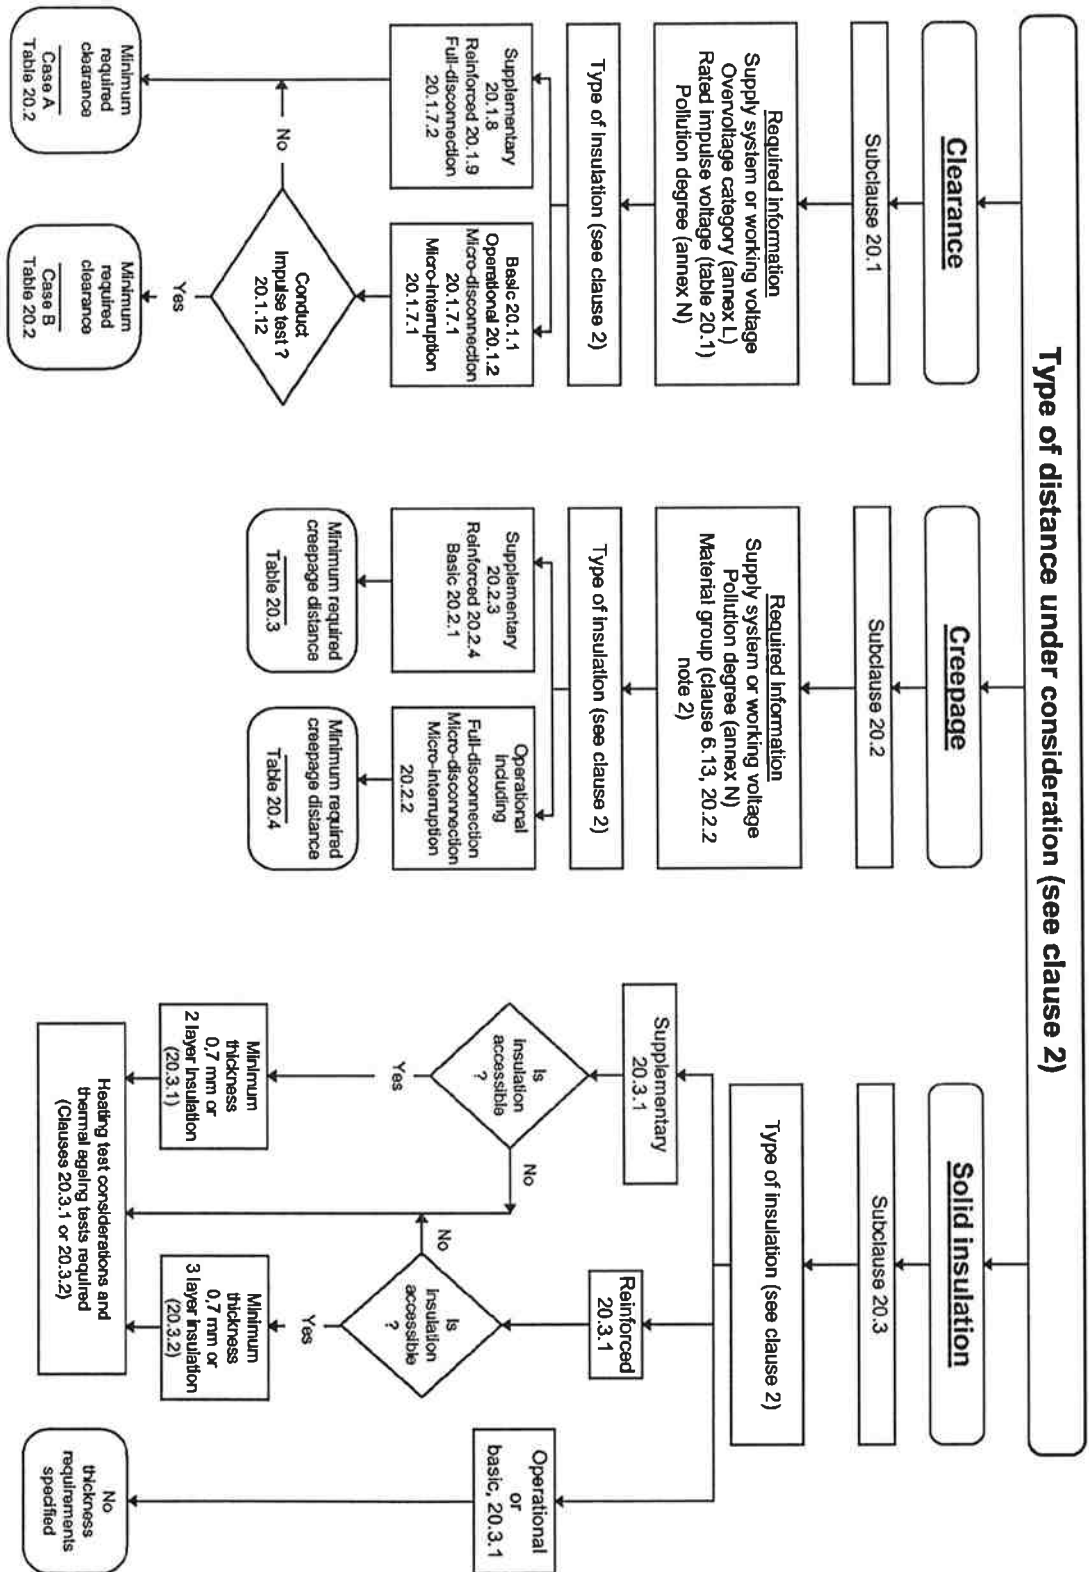 Type of distance under consideration (see clause 2)
Clearance
Subclause 20.1
Required information
Supply system or working voltage
Overvoltage category (annex L)
Rated impulse voltage (table 20.1)
Pollution degree (annex N)
Type of insulation (see clause 2)
Supplementary
20.1.8
Reinforced 20.1.9
Full-disconnection
20.1.7.2
Basic 20.1.1
Operational 20.1.2
Micro-disconnection
20.1.7.1
Micro-interruption
20.1.7.1
Conduct
impulse test ?
20.1.12
No
Yes
Minimum
required
clearance
Case A
Table 20.2
Minimum
required
clearance
Case B
Table 20.2
Creepage
Subclause 20.2
Required information
Supply system or working voltage
Pollution degree (annex N)
Material group (clause 6.13, 20.2.2
note 2)
Type of insulation (see clause 2)
Supplementary
20.2.3
Reinforced 20.2.4
Basic 20.2.1
Operational
including
Full-disconnection
Micro-disconnection
Micro-interruption
20.2.2
Minimum required
creepage distance
Table 20.3
Minimum required
creepage distance
Table 20.4
Solid insulation
Subclause 20.3
Type of insulation (see clause 2)
Supplementary
20.3.1
Reinforced
20.3.1
Operational
or
basic, 20.3.1
Is
insulation
accessible
?
No
Yes
Is
insulation
accessible
?
No
Yes
Minimum
thickness
0,7 mm or
2 layer insulation
(20.3.1)
Minimum
thickness
0,7 mm or
3 layer insulation
(20.3.2)
Heating test considerations and
thermal ageing tests required
(Clauses 20.3.1 or 20.3.2)
No
thickness
requirements
specified